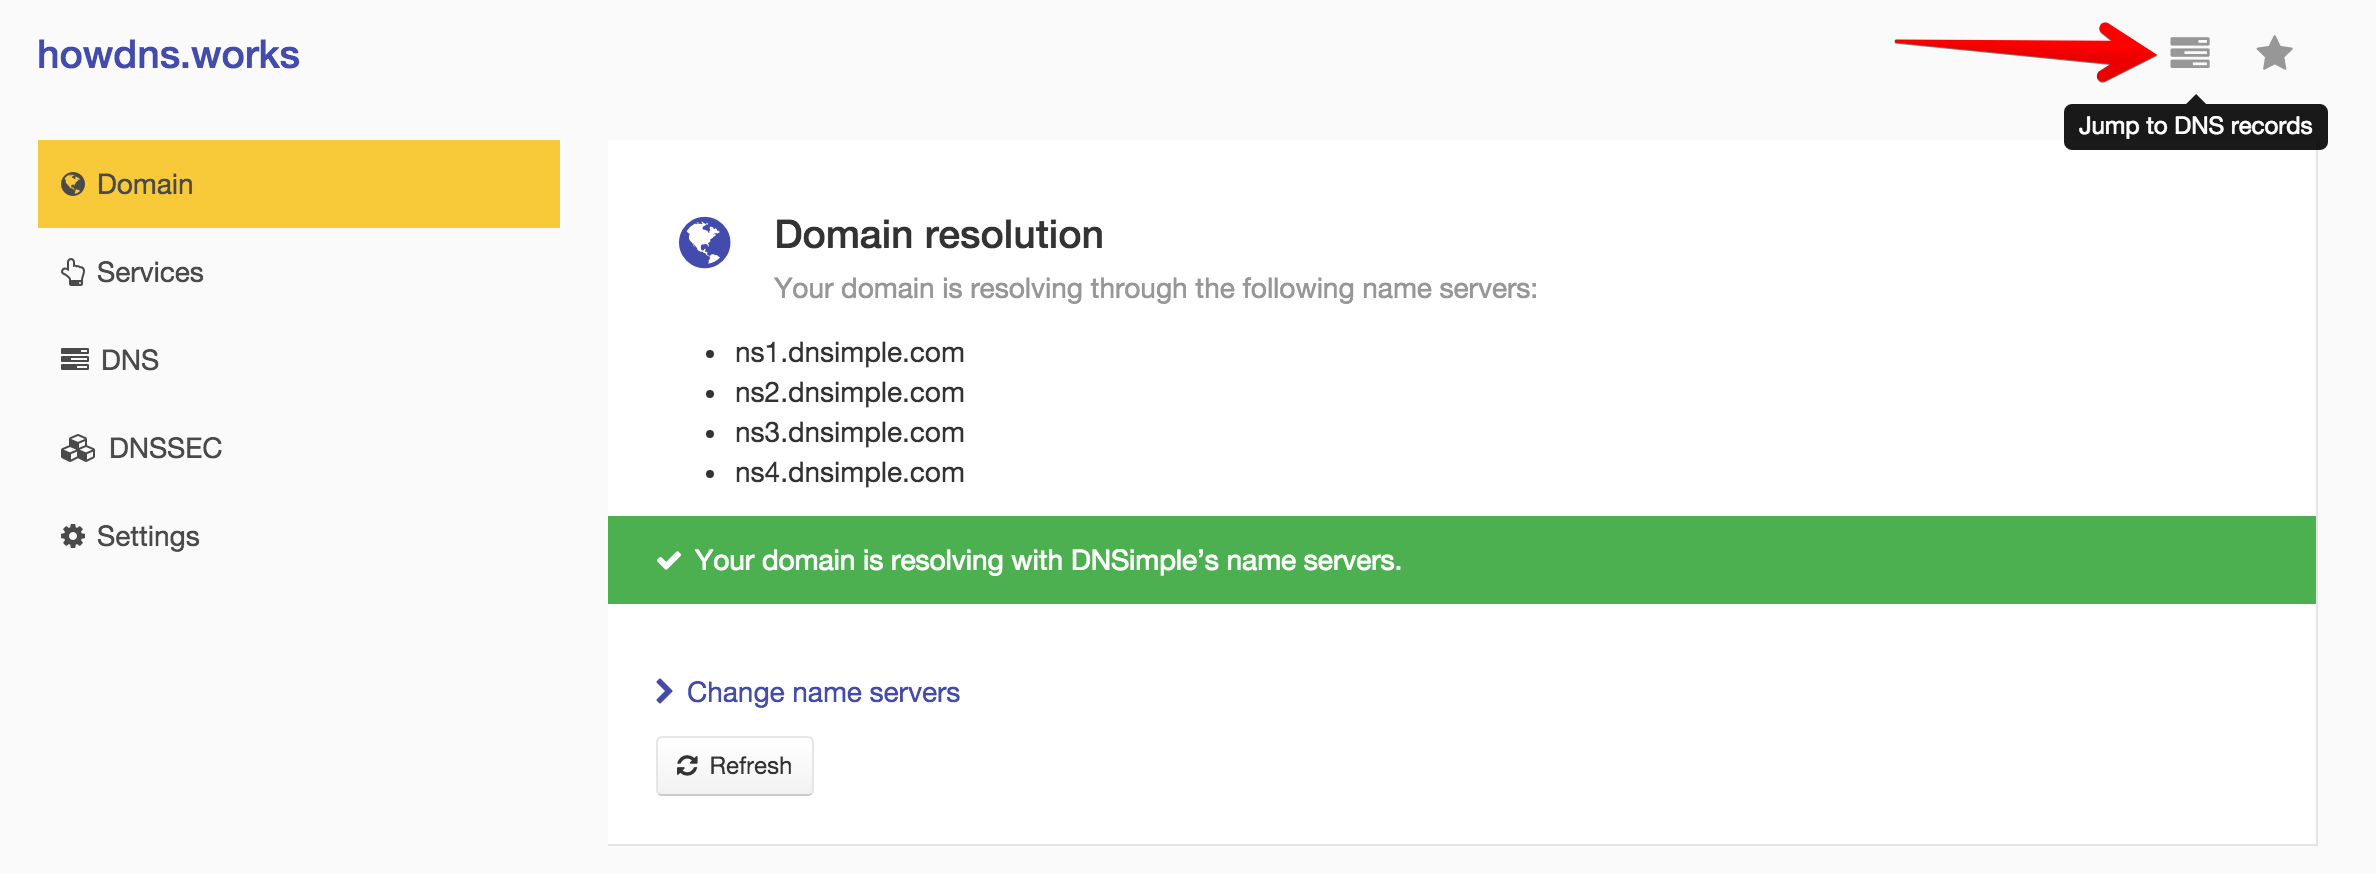 howdns.works
Jump to DNS records
Domain
Services
DNS
DNSSEC
Settings
Domain resolution
Your domain is resolving through the following name servers:
ns1.dnsimple.com
ns2.dnsimple.com
ns3.dnsimple.com
ns4.dnsimple.com
Your domain is resolving with DNSimple’s name servers.
Change name servers
Refresh